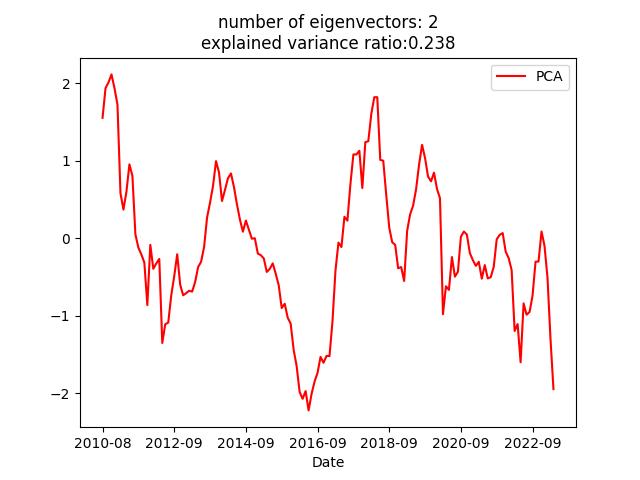 number of eigenvectors: 2
explained variance ratio:0.238
PCA
2
1
0
−1
−2
2010-08 2012-09 2014-09 2016-09 2018-09 2020-09 2022-09
Date